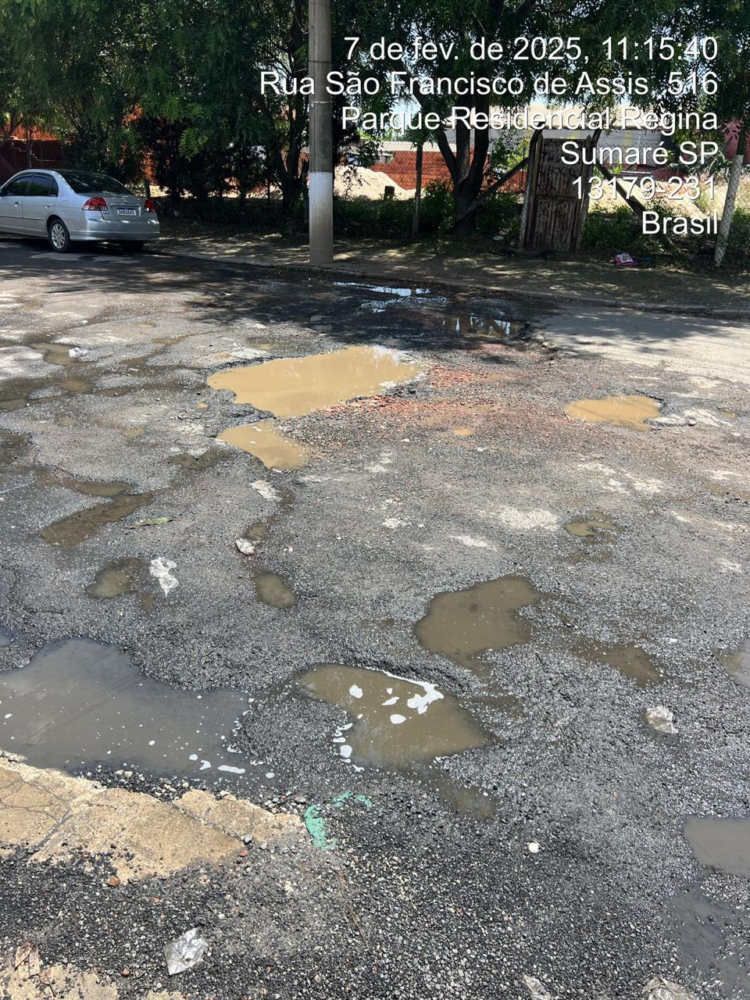 7 de fev. de 2025, 11:15:40
Rua São Francisco de Assis, 516
Parque Residencial Regina
Sumaré SP
13179-231
Brasil